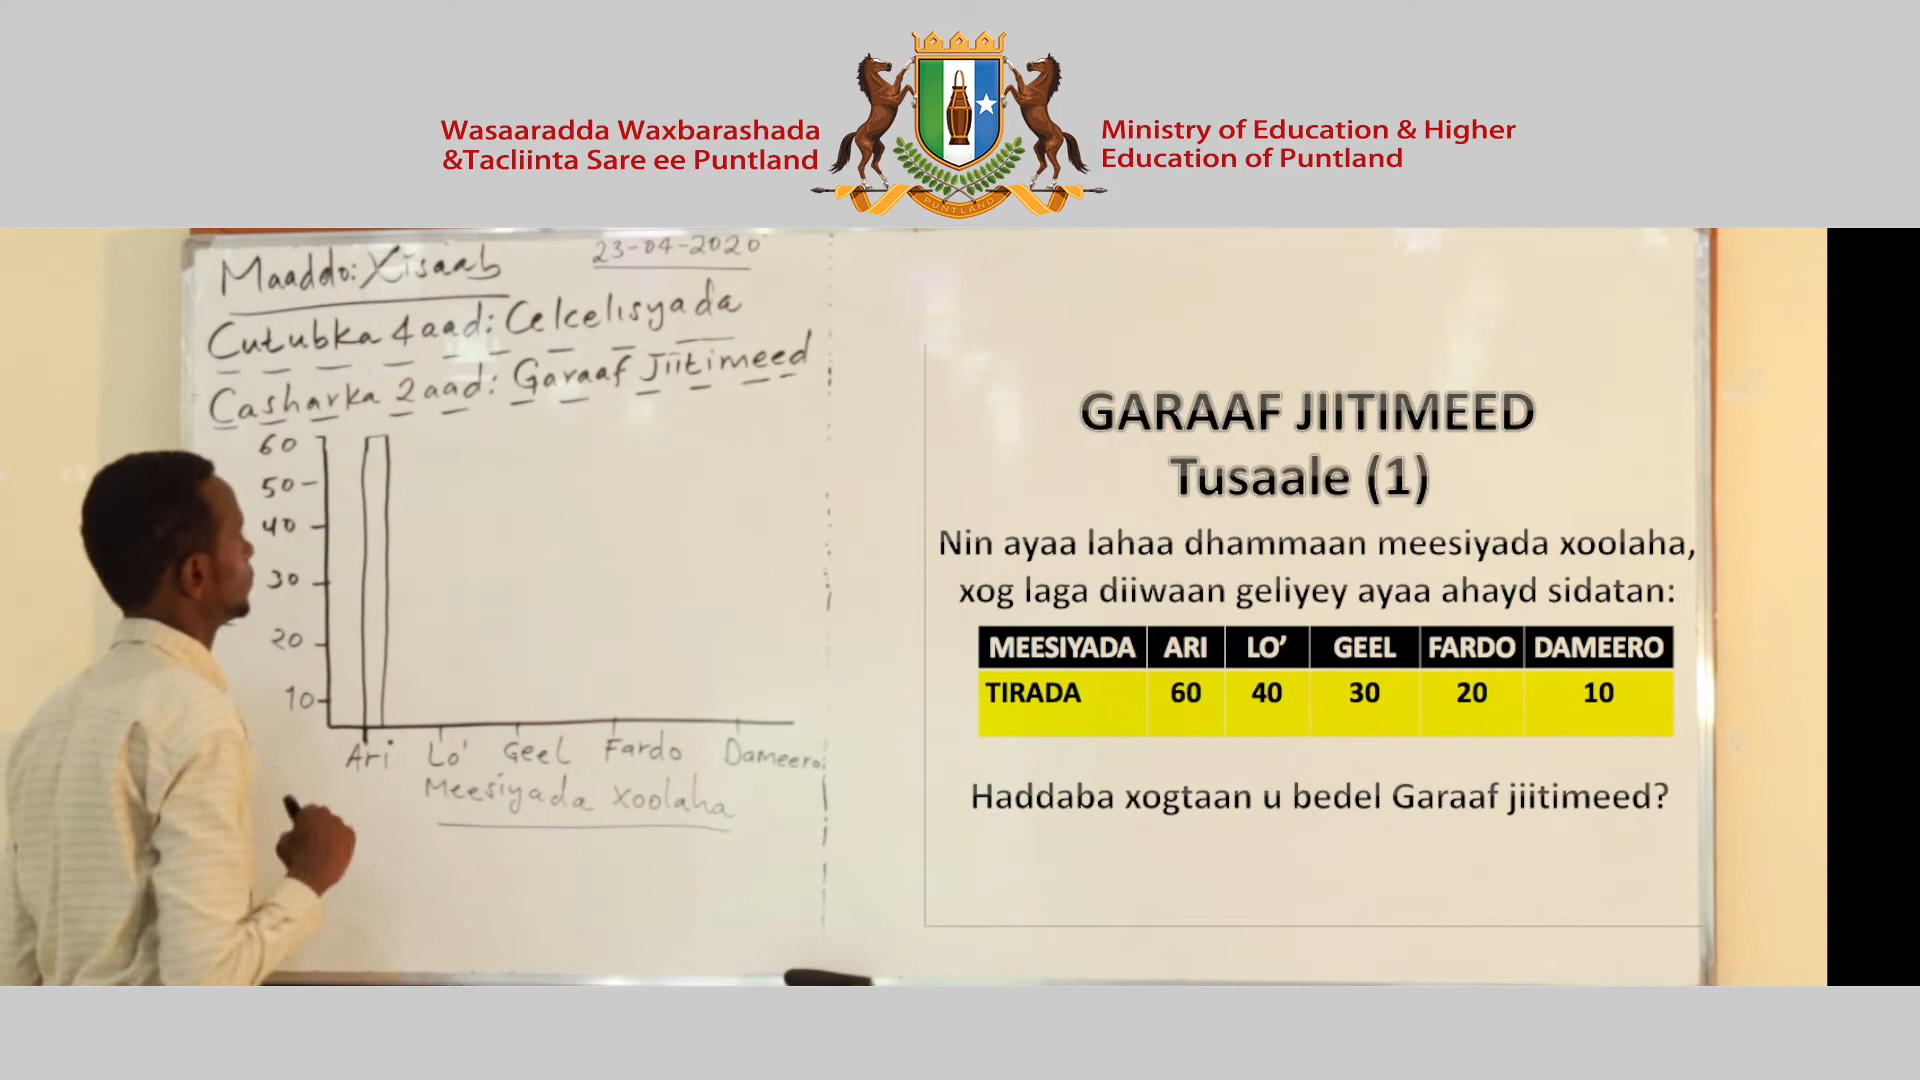 Wasaaradda Waxbarashada
&Tacliinta Sare ee Puntland
PUNTLAND
Ministry of Education & Higher
Education of Puntland
Maaddo: Xisaab
23-04-2020
Cutubka 4aad: Celcelisyada
Casharka 2aad: Garaaf Jiitimeed
60
50
40
30
20
10
Ari Lo' Geel Fardo Dameero
Meesiyada Xoolaha
GARAAF JIITIMEED
Tusaale (1)
Nin ayaa lahaa dhammaan meesiyada xoolaha,
xog laga diiwaan geliyey ayaa ahayd sidatan:
MEESIYADA ARI LO’ GEEL FARDO DAMEERO
TIRADA 60 40 30 20 10
Haddaba xogtaan u bedel Garaaf jiitimeed?